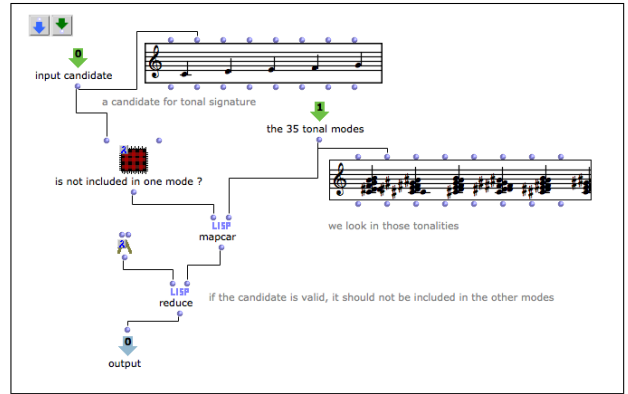 0
input candidate
a candidate for tonal signature
1
the 35 tonal modes
is not included in one mode ?
LISP
mapcar
we look in those tonalities
LISP
reduce
if the candidate is valid, it should not be included in the other modes
0
output